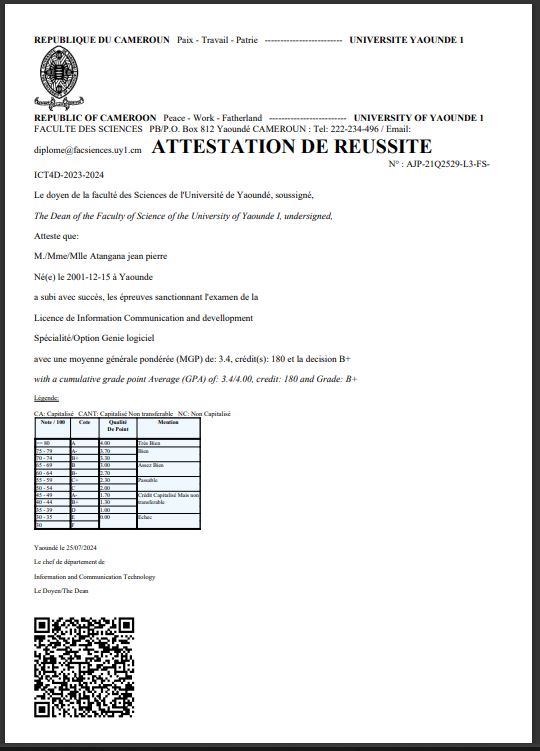 REPUBLIQUE DU CAMEROUN Paix - Travail - Patrie ------------------------- UNIVERSITE YAOUNDE 1
REPUBLIC OF CAMEROON Peace - Work - Fatherland ------------------------- UNIVERSITY OF YAOUNDE 1
FACULTE DES SCIENCES PB/P.O. Box 812 Yaoundé CAMEROUN : Tel: 222-234-496 / Email:
diplome@facsciences.uy1.cm ATTESTATION DE REUSSITE
N° : AJP-21Q2529-L3-FS-
ICT4D-2023-2024
Le doyen de la faculté des Sciences de l'Université de Yaoundé, soussigné,
The Dean of the Faculty of Science of the University of Yaounde I, undersigned,
Atteste que:
M./Mme/Mlle Atangana jean pierre
Né(e) le 2001-12-15 à Yaounde
a subi avec succès, les épreuves sanctionnant l'examen de la
Licence de Information Communication and devellopment
Spécialité/Option Genie logiciel
avec une moyenne générale pondérée (MGP) de: 3.4, crédit(s): 180 et la decision B+
with a cumulative grade point Average (GPA) of: 3.4/4.00, credit: 180 and Grade: B+
Légende:
CA: Capitalisé CANT: Capitalisé Non transferable NC: Non Capitalisé
Note / 100 Cote Qualité De Point Mention
>= 80 A 4.00 Très Bien
75 - 79 A- 3.70 Bien
70 - 74 B+ 3.30
65 - 69 B 3.00 Assez Bien
60 - 64 B- 2.70
55 - 59 C+ 2.30 Passable
50 - 54 C 2.00
45 - 49 A- 1.70 Crédit Capitalisé Mais non
40 - 44 B+ 1.30 transferable
35 - 39 D 1.00
30 - 35 E 0.00 Echec
30 F
Yaoundé le 25/07/2024
Le chef de département de
Information and Communication Technology
Le Doyen/The Dean